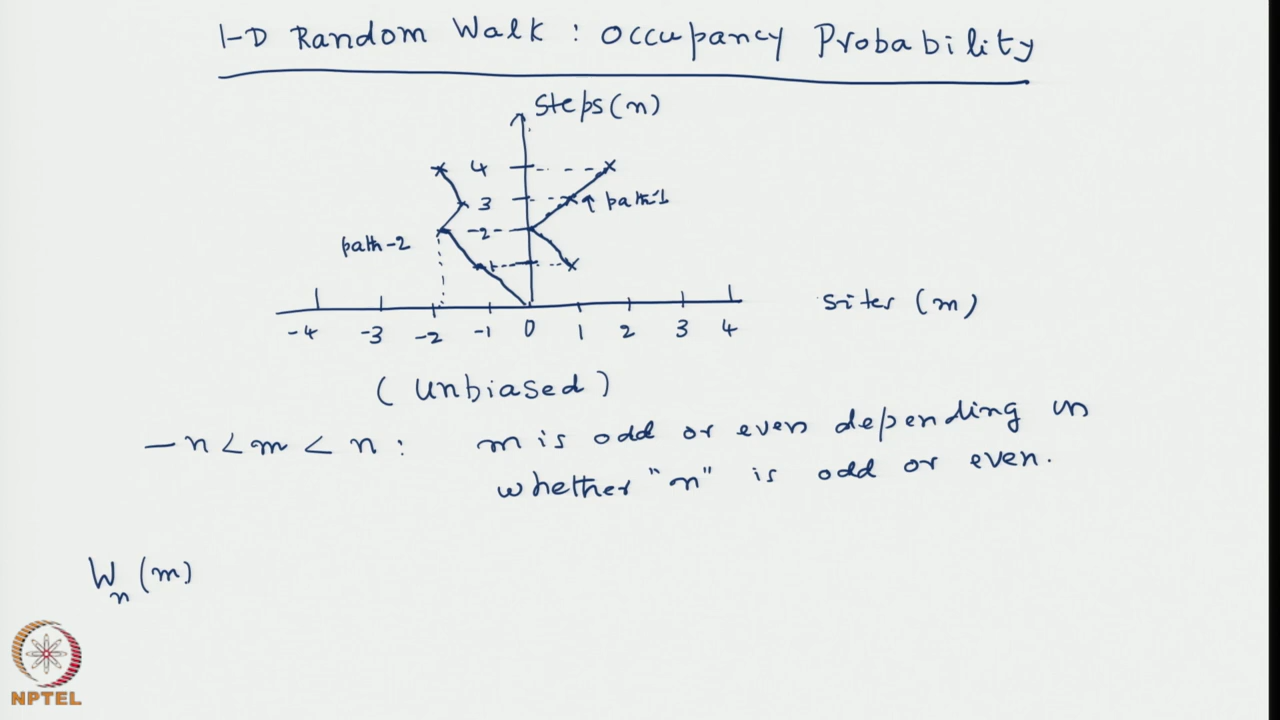 1-D Random Walk : Occupancy Probability
Steps (n)
4
3
path-1
2
path-2
1
sites (m)
-4 -3 -2 -1 0 1 2 3 4
(Unbiased)
-n < m < n : m is odd or even depending on
whether "n" is odd or even.
Wn (m)
NPTEL